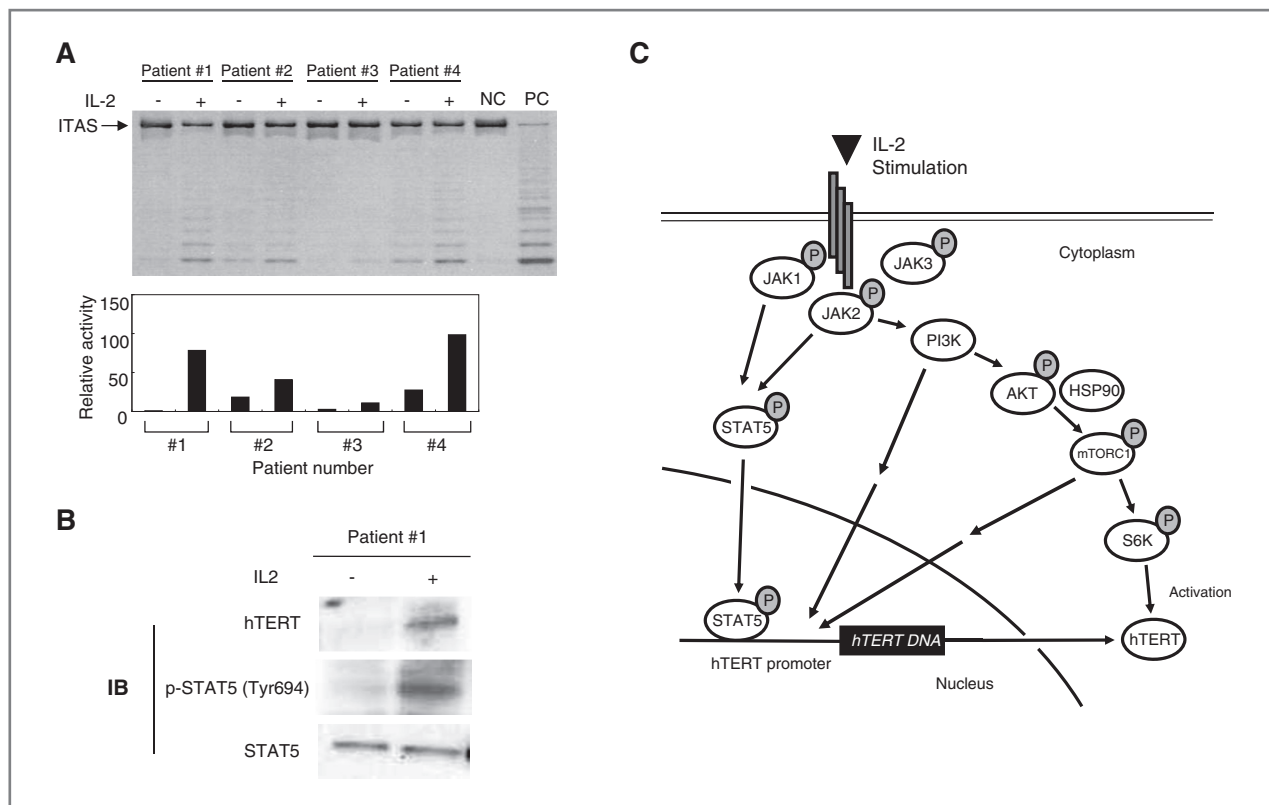 A
Patient #1 Patient #2 Patient #3 Patient #4
IL-2 - + - + - + - + NC PC
ITAS
Relative activity
150
100
50
0
#1 #2 #3 #4
Patient number
B
Patient #1
IL2 - +
hTERT
IB
p-STAT5 (Tyr694)
STAT5
C
IL-2
Stimulation
Cytoplasm
JAK1 P
JAK3 P
JAK2 P
PI3K
AKT P
HSP90
STAT5 P
mTORC1 P
S6K P
Activation
STAT5 P
hTERT DNA
hTERT
hTERT promoter
Nucleus